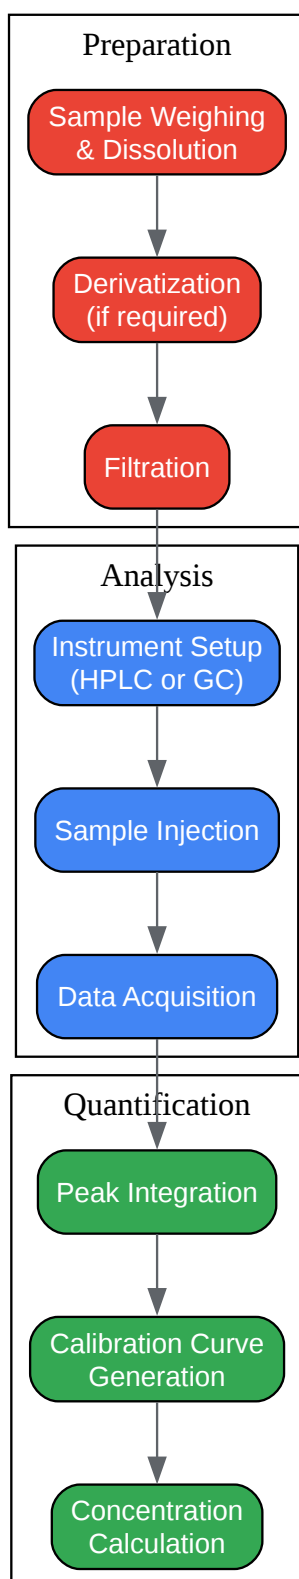 Preparation
Sample Weighing
& Dissolution
Derivatization
(if required)
Filtration
Analysis
Instrument Setup
(HPLC or GC)
Sample Injection
Data Acquisition
Quantification
Peak Integration
Calibration Curve
Generation
Concentration
Calculation